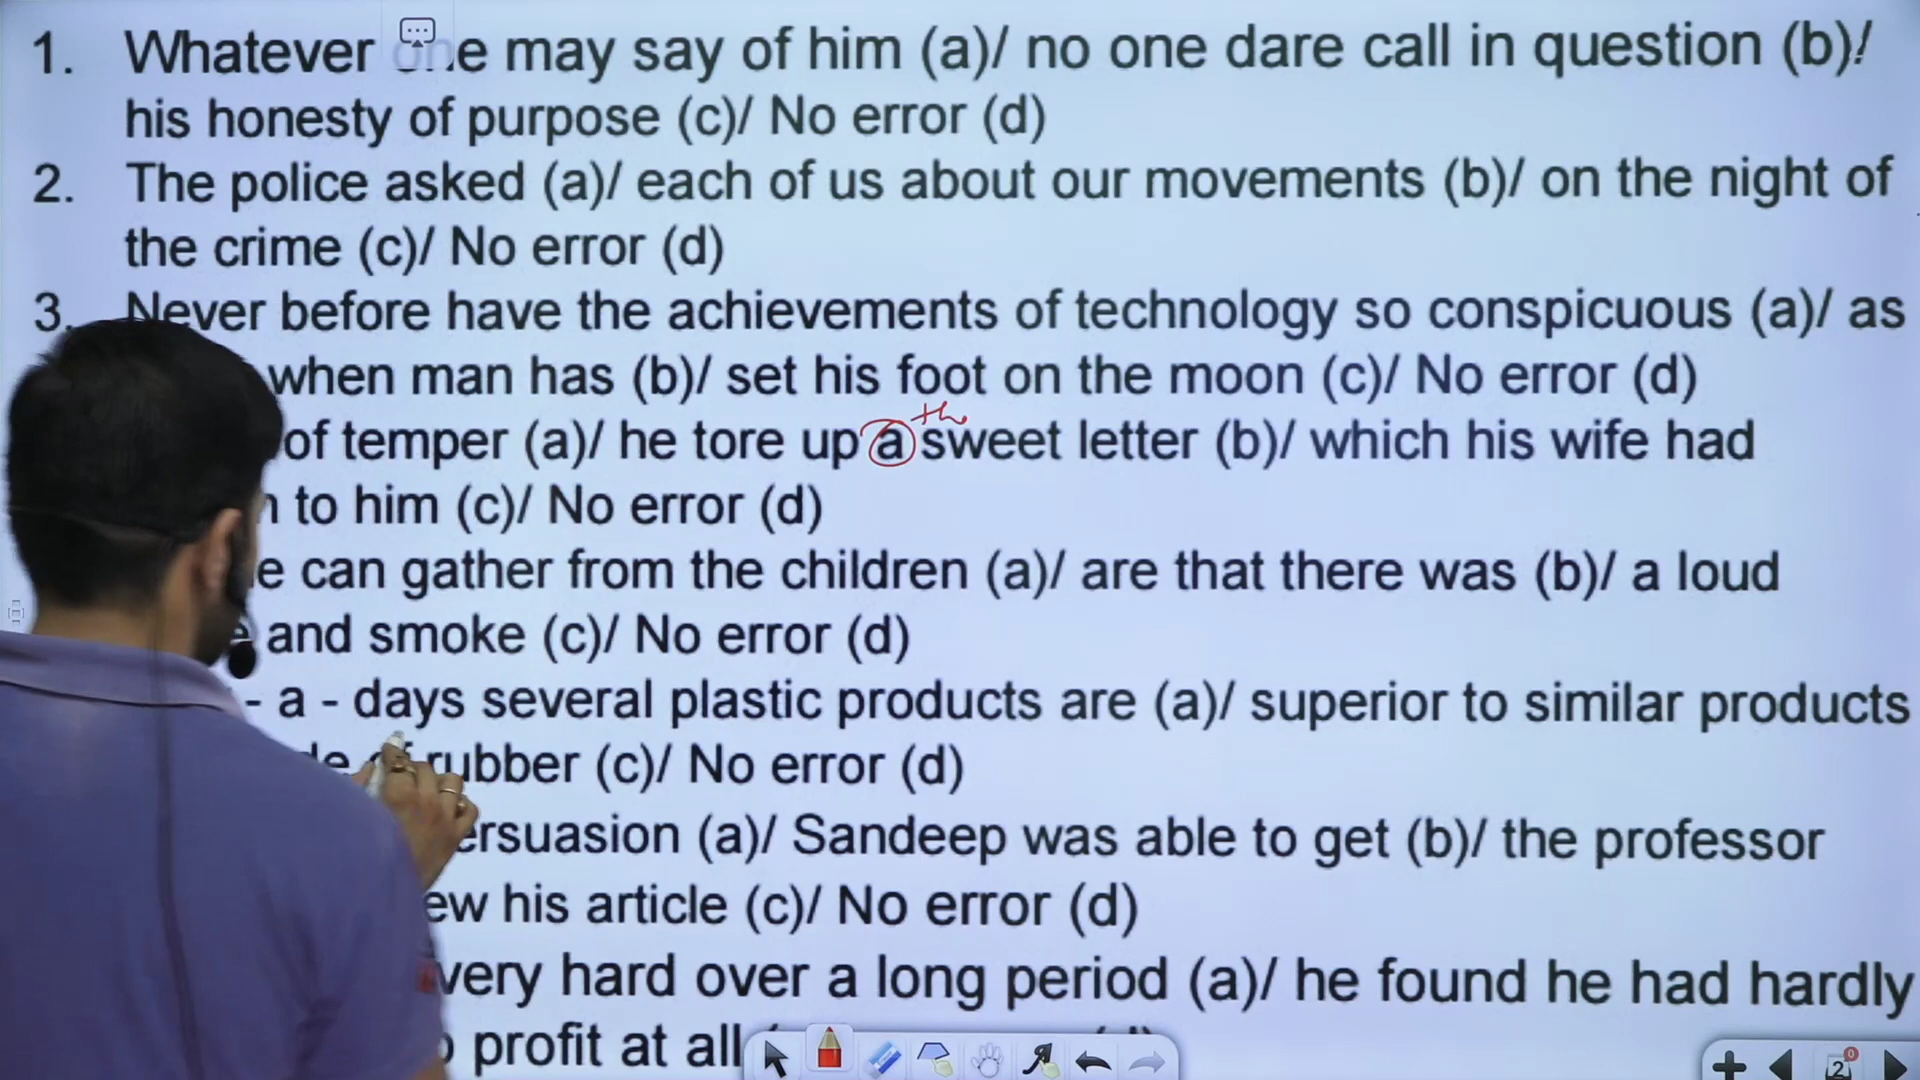 1. Whatever may say of him (a)/ no one dare call in question (b)/
his honesty of purpose (c)/ No error (d)
2. The police asked (a)/ each of us about our movements (b)/ on the night of
the crime (c)/ No error (d)
3. Never before have the achievements of technology so conspicuous (a)/ as
when man has (b)/ set his foot on the moon (c)/ No error (d)
th
of temper (a)/ he tore up a sweet letter (b)/ which his wife had
to him (c)/ No error (d)
can gather from the children (a)/ are that there was (b)/ a loud
and smoke (c)/ No error (d)
- a - days several plastic products are (a)/ superior to similar products
rubber (c)/ No error (d)
(a)/ Sandeep was able to get (b)/ the professor
his article (c)/ No error (d)
very hard over a long period (a)/ he found he had hardly
profit at all
2 0